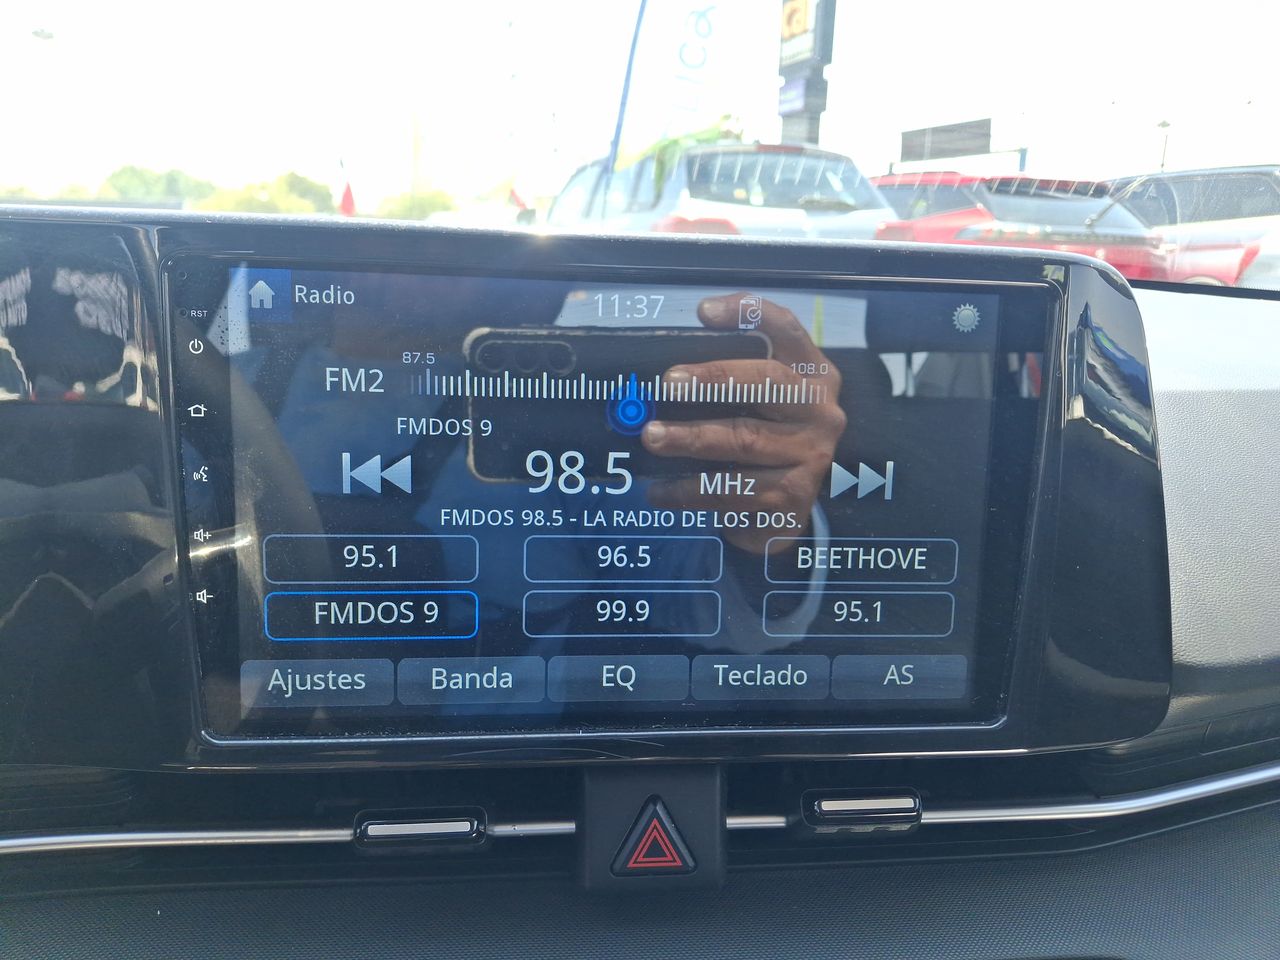 RST
Radio
11:37
87.5
108.0
FM2
FMDOS 9
98.5 MHz
FMDOS 98.5 - LA RADIO DE LOS DOS.
95.1
96.5
BEETHOVE
FMDOS 9
99.9
95.1
Ajustes
Banda
EQ
Teclado
AS